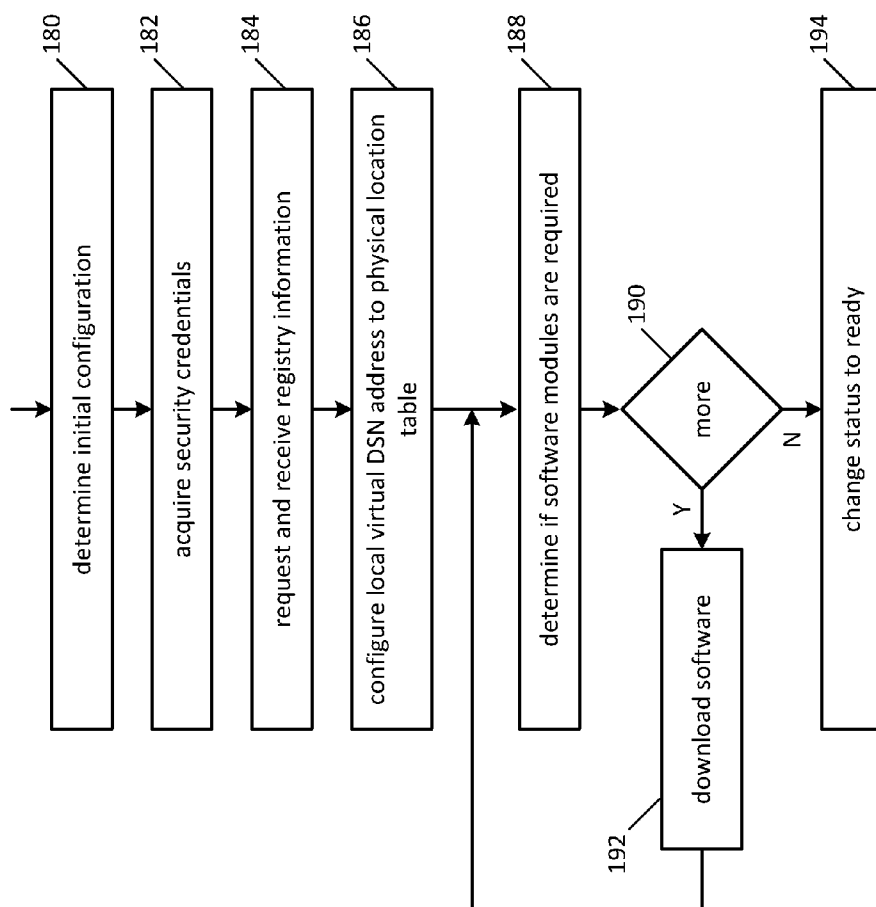 180
determine initial configuration
182
acquire security credentials
184
request and receive registry information
186
configure local virtual DSN address to physical location
table
188
determine if software modules are required
190
more
Y
N
192
download software
194
change status to ready